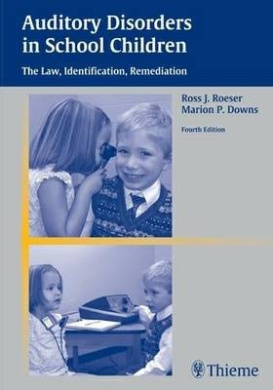 Auditory Disorders
in School Children
The Law, Identification, Remediation
Ross J. Roeser
Marion P. Downs
Fourth Edition
Thieme